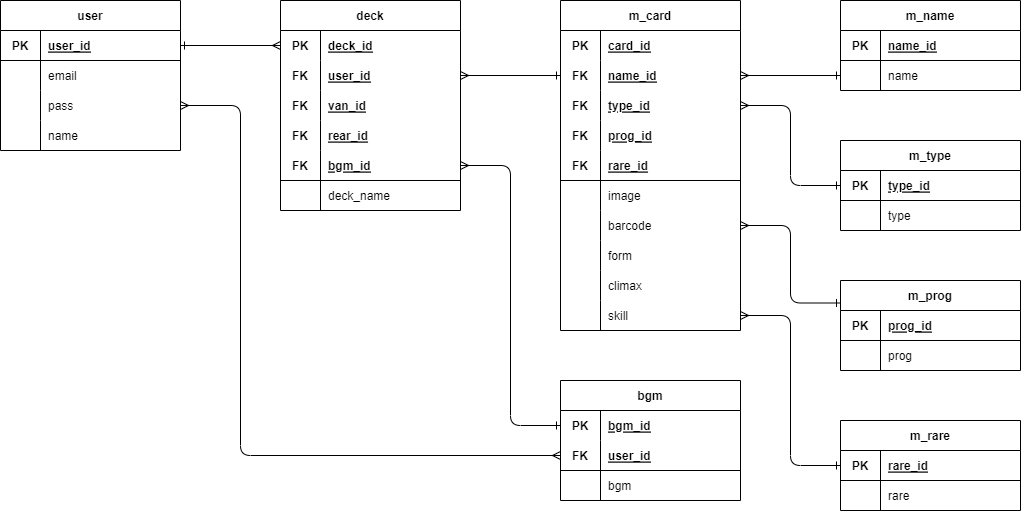 user
PK user_id
email
pass
name
deck
PK deck_id
FK user_id
FK van_id
FK rear_id
FK bgm_id
deck_name
m_card
PK card_id
FK name_id
FK type_id
FK prog_id
FK rare_id
image
barcode
form
climax
skill
m_name
PK name_id
name
m_type
PK type_id
type
m_prog
PK prog_id
prog
bgm
PK bgm_id
FK user_id
bgm
m_rare
PK rare_id
rare